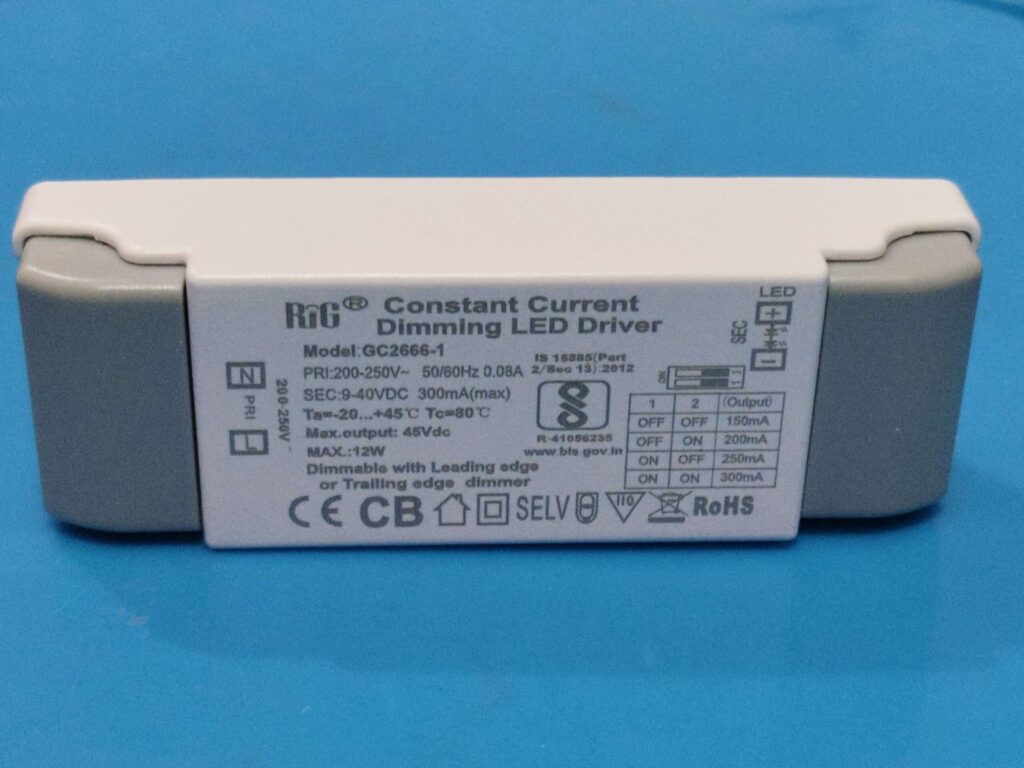 RiG® Constant Current
Dimming LED Driver
Model:GC2666-1
PRI:200-250V~ 50/60Hz 0.08A
SEC:9-40VDC 300mA(max)
Ta=-20...+45℃ Tc=80℃
Max.output: 45Vdc
MAX.:12W
Dimmable with Leading edge
or Trailing edge dimmer
IS 15885(Part
2/Sec 13):2012
R-41056235
www.bis.gov.in
N
PRI
L
200-250V~
LED
SEC
+
-
ON
1 2 (Output)
OFF OFF 150mA
OFF ON 200mA
ON OFF 250mA
ON ON 300mA
CE CB SELV 110 RoHS